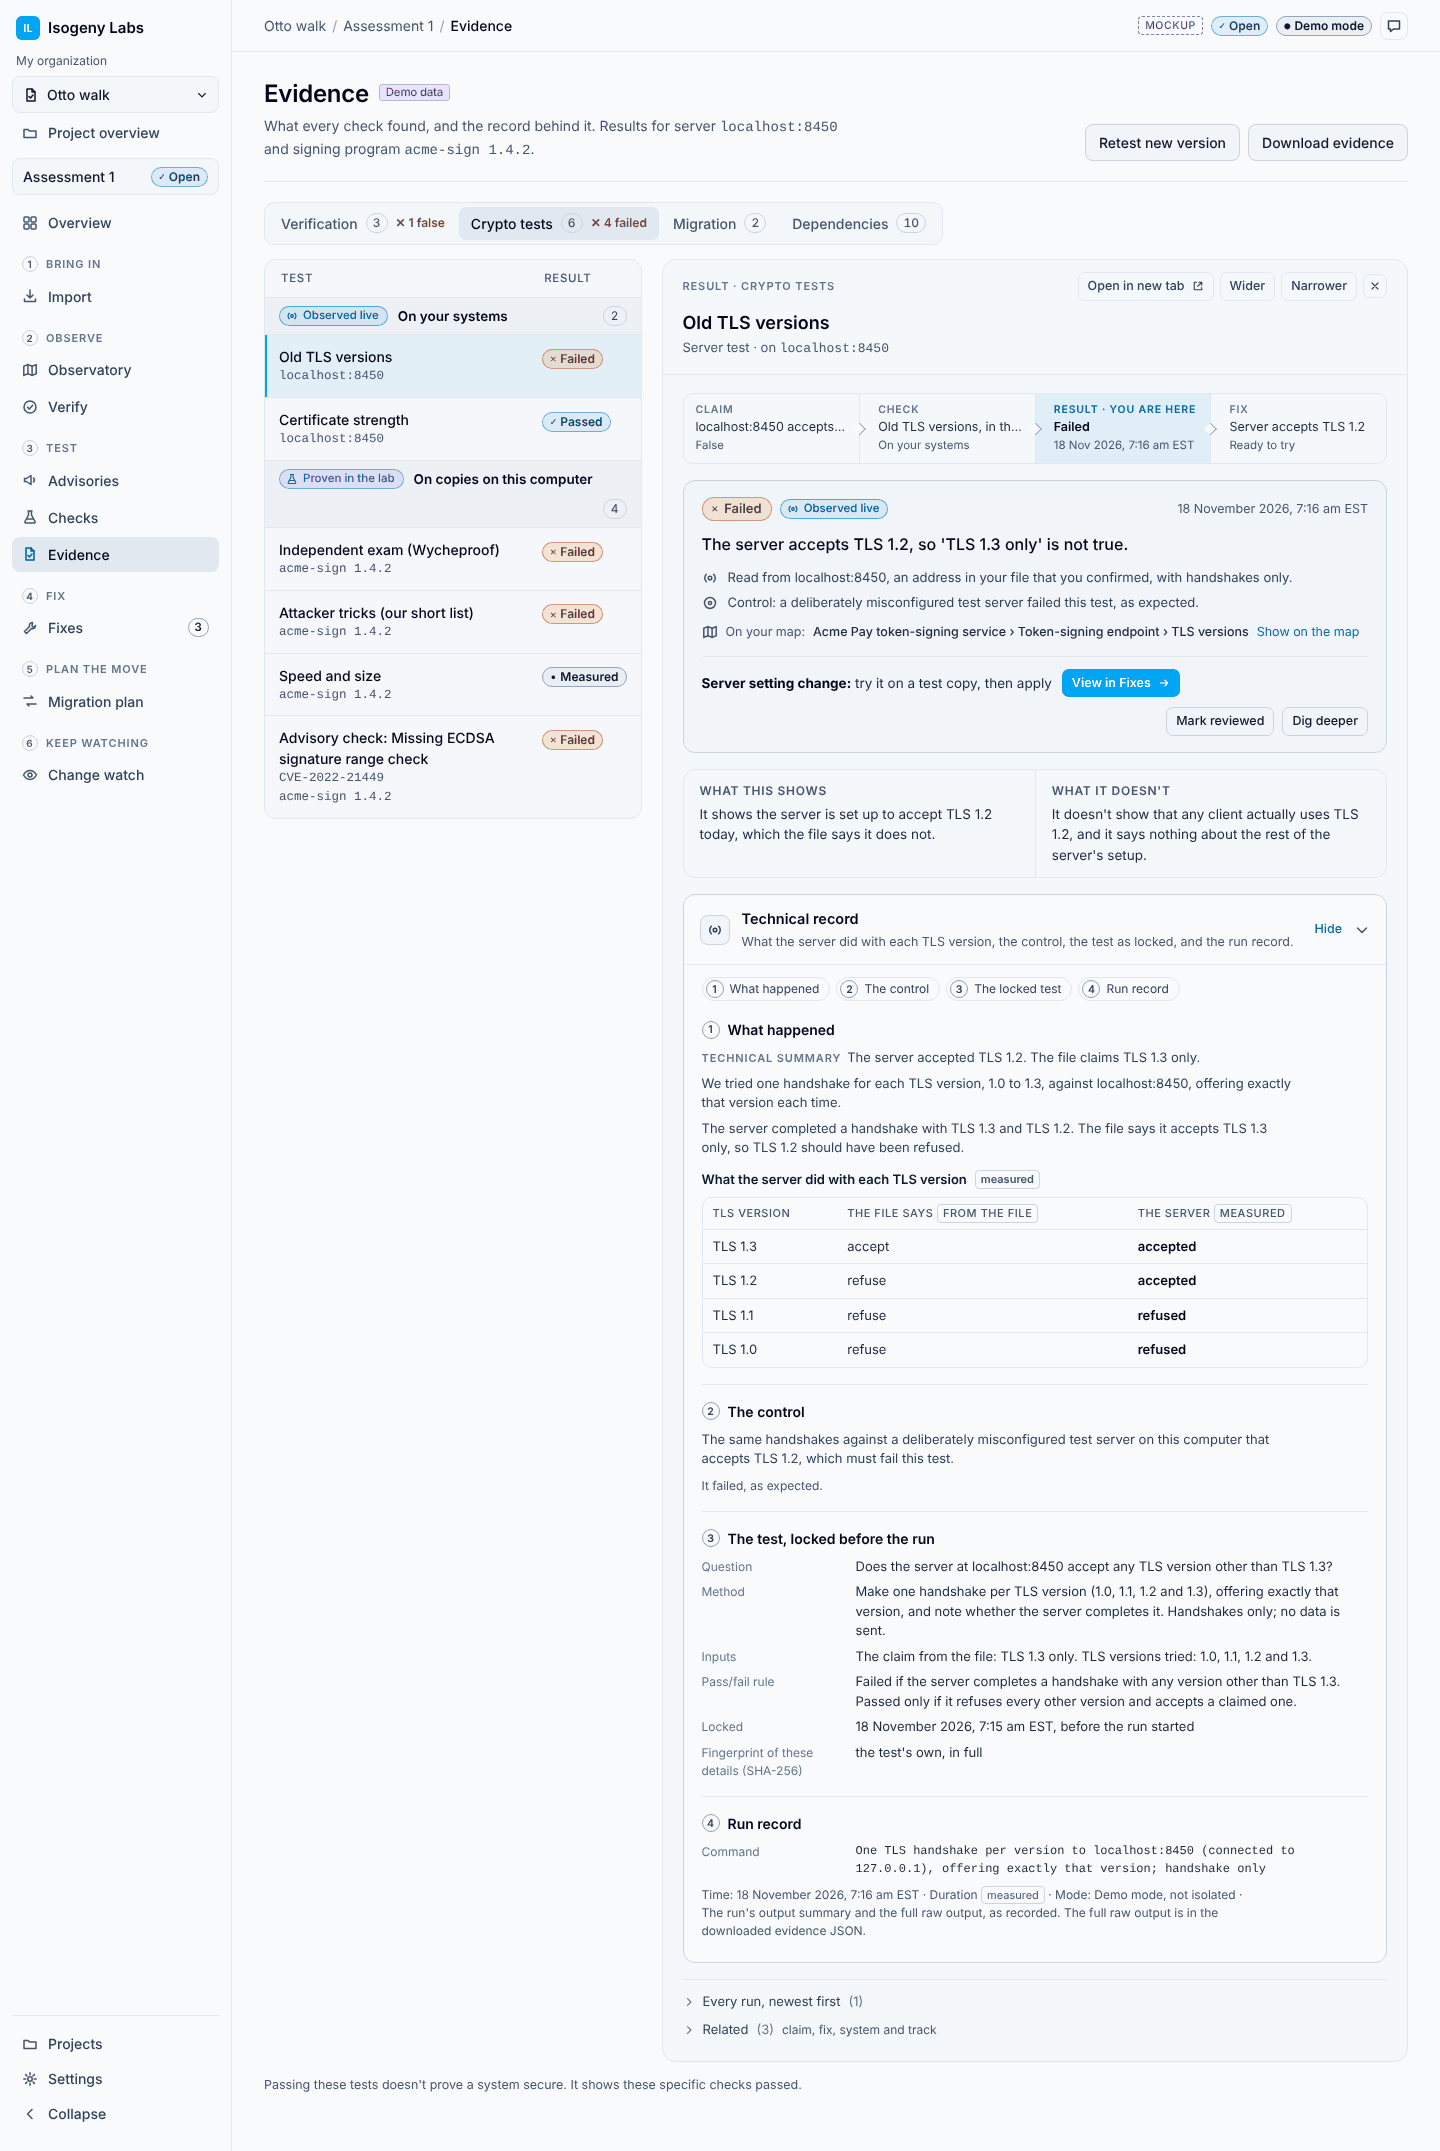 IL Isogeny Labs
My organization
Otto walk
Project overview
Assessment 1 ✓ Open
Overview
1 BRING IN
Import
2 OBSERVE
Observatory
Verify
3 TEST
Advisories
Checks
Evidence
4 FIX
Fixes 3
5 PLAN THE MOVE
Migration plan
6 KEEP WATCHING
Change watch
Projects
Settings
Collapse
Otto walk / Assessment 1 / Evidence
MOCKUP ✓ Open • Demo mode
Evidence Demo data
What every check found, and the record behind it. Results for server localhost:8450
and signing program acme-sign 1.4.2.
Retest new version Download evidence
Verification 3 ✕ 1 false Crypto tests 6 ✕ 4 failed Migration 2 Dependencies 10
TEST RESULT
Observed live On your systems 2
Old TLS versions × Failed
localhost:8450
Certificate strength ✓ Passed
localhost:8450
Proven in the lab On copies on this computer
4
Independent exam (Wycheproof) × Failed
acme-sign 1.4.2
Attacker tricks (our short list) × Failed
acme-sign 1.4.2
Speed and size • Measured
acme-sign 1.4.2
Advisory check: Missing ECDSA × Failed
signature range check
CVE-2022-21449
acme-sign 1.4.2
RESULT · CRYPTO TESTS Open in new tab Wider Narrower ✕
Old TLS versions
Server test · on localhost:8450
CLAIM
localhost:8450 accepts…
False
CHECK
Old TLS versions, in th…
On your systems
RESULT · YOU ARE HERE
Failed
18 Nov 2026, 7:16 am EST
FIX
Server accepts TLS 1.2
Ready to try
× Failed Observed live 18 November 2026, 7:16 am EST
The server accepts TLS 1.2, so 'TLS 1.3 only' is not true.
Read from localhost:8450, an address in your file that you confirmed, with handshakes only.
Control: a deliberately misconfigured test server failed this test, as expected.
On your map: Acme Pay token-signing service › Token-signing endpoint › TLS versions Show on the map
Server setting change: try it on a test copy, then apply View in Fixes →
Mark reviewed Dig deeper
WHAT THIS SHOWS
It shows the server is set up to accept TLS 1.2
today, which the file says it does not.
WHAT IT DOESN'T
It doesn't show that any client actually uses TLS
1.2, and it says nothing about the rest of the
server's setup.
Technical record
What the server did with each TLS version, the control, the test as locked, and the run record.
Hide
1 What happened 2 The control 3 The locked test 4 Run record
1 What happened
TECHNICAL SUMMARY The server accepted TLS 1.2. The file claims TLS 1.3 only.
We tried one handshake for each TLS version, 1.0 to 1.3, against localhost:8450, offering exactly
that version each time.
The server completed a handshake with TLS 1.3 and TLS 1.2. The file says it accepts TLS 1.3
only, so TLS 1.2 should have been refused.
What the server did with each TLS version measured
TLS VERSION THE FILE SAYS FROM THE FILE THE SERVER MEASURED
TLS 1.3 accept accepted
TLS 1.2 refuse accepted
TLS 1.1 refuse refused
TLS 1.0 refuse refused
2 The control
The same handshakes against a deliberately misconfigured test server on this computer that
accepts TLS 1.2, which must fail this test.
It failed, as expected.
3 The test, locked before the run
Question Does the server at localhost:8450 accept any TLS version other than TLS 1.3?
Method Make one handshake per TLS version (1.0, 1.1, 1.2 and 1.3), offering exactly that
version, and note whether the server completes it. Handshakes only; no data is
sent.
Inputs The claim from the file: TLS 1.3 only. TLS versions tried: 1.0, 1.1, 1.2 and 1.3.
Pass/fail rule Failed if the server completes a handshake with any version other than TLS 1.3.
Passed only if it refuses every other version and accepts a claimed one.
Locked 18 November 2026, 7:15 am EST, before the run started
Fingerprint of these the test's own, in full
details (SHA-256)
4 Run record
Command One TLS handshake per version to localhost:8450 (connected to
127.0.0.1), offering exactly that version; handshake only
Time: 18 November 2026, 7:16 am EST · Duration measured · Mode: Demo mode, not isolated ·
The run's output summary and the full raw output, as recorded. The full raw output is in the
downloaded evidence JSON.
Every run, newest first (1)
Related (3) claim, fix, system and track
Passing these tests doesn't prove a system secure. It shows these specific checks passed.